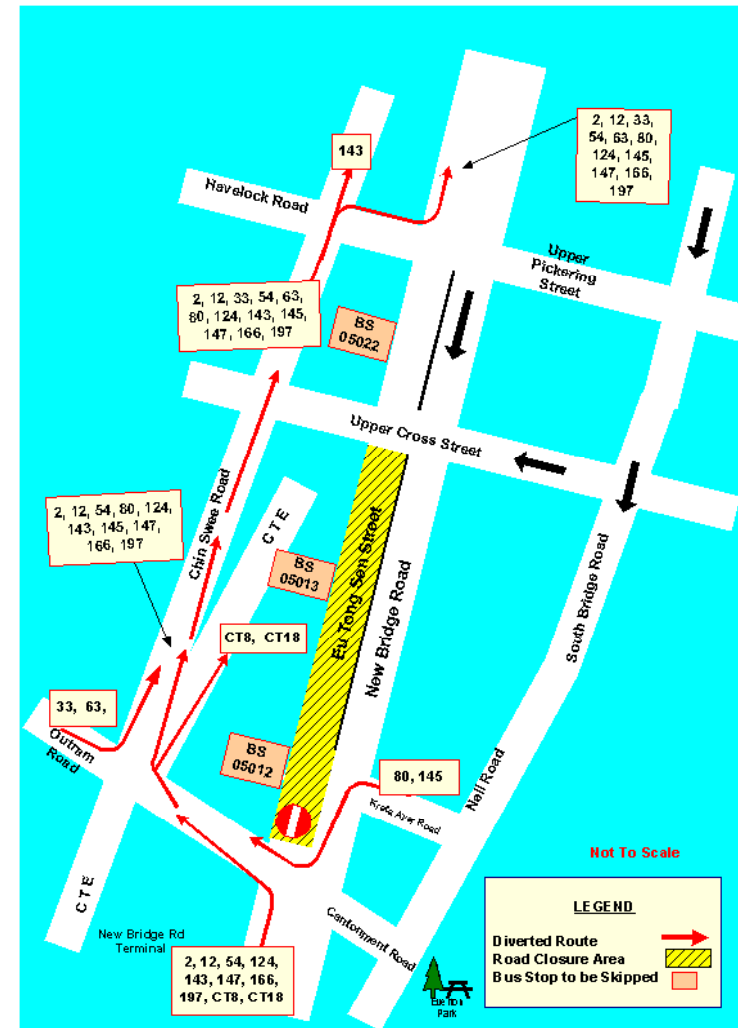 2, 12, 33,
54, 63, 80
124, 145,
147, 166,
197
143
Havelock Road
Upper
Pickering
Street
2, 12, 33, 54, 63,
80, 124, 143, 145,
147, 166, 197
BS
05022
Upper Cross Street
Chin Swee Road
CTE
2, 12, 54, 80, 124,
143, 145, 147,
166, 197
BS
05013
Eu Tong Sen Street
New Bridge Road
South Bridge Road
CT8, CT18
33, 63,
Outram
Road
BS
05012
80, 145
Kreta Ayer Road
Neil Road
Not To Scale
CTE
New Bridge Rd
Terminal
Cantonment Road
2, 12, 54, 124,
143, 147, 166,
197, CT8, CT18
Park
LEGEND
Diverted Route
Road Closure Area
Bus Stop to be Skipped